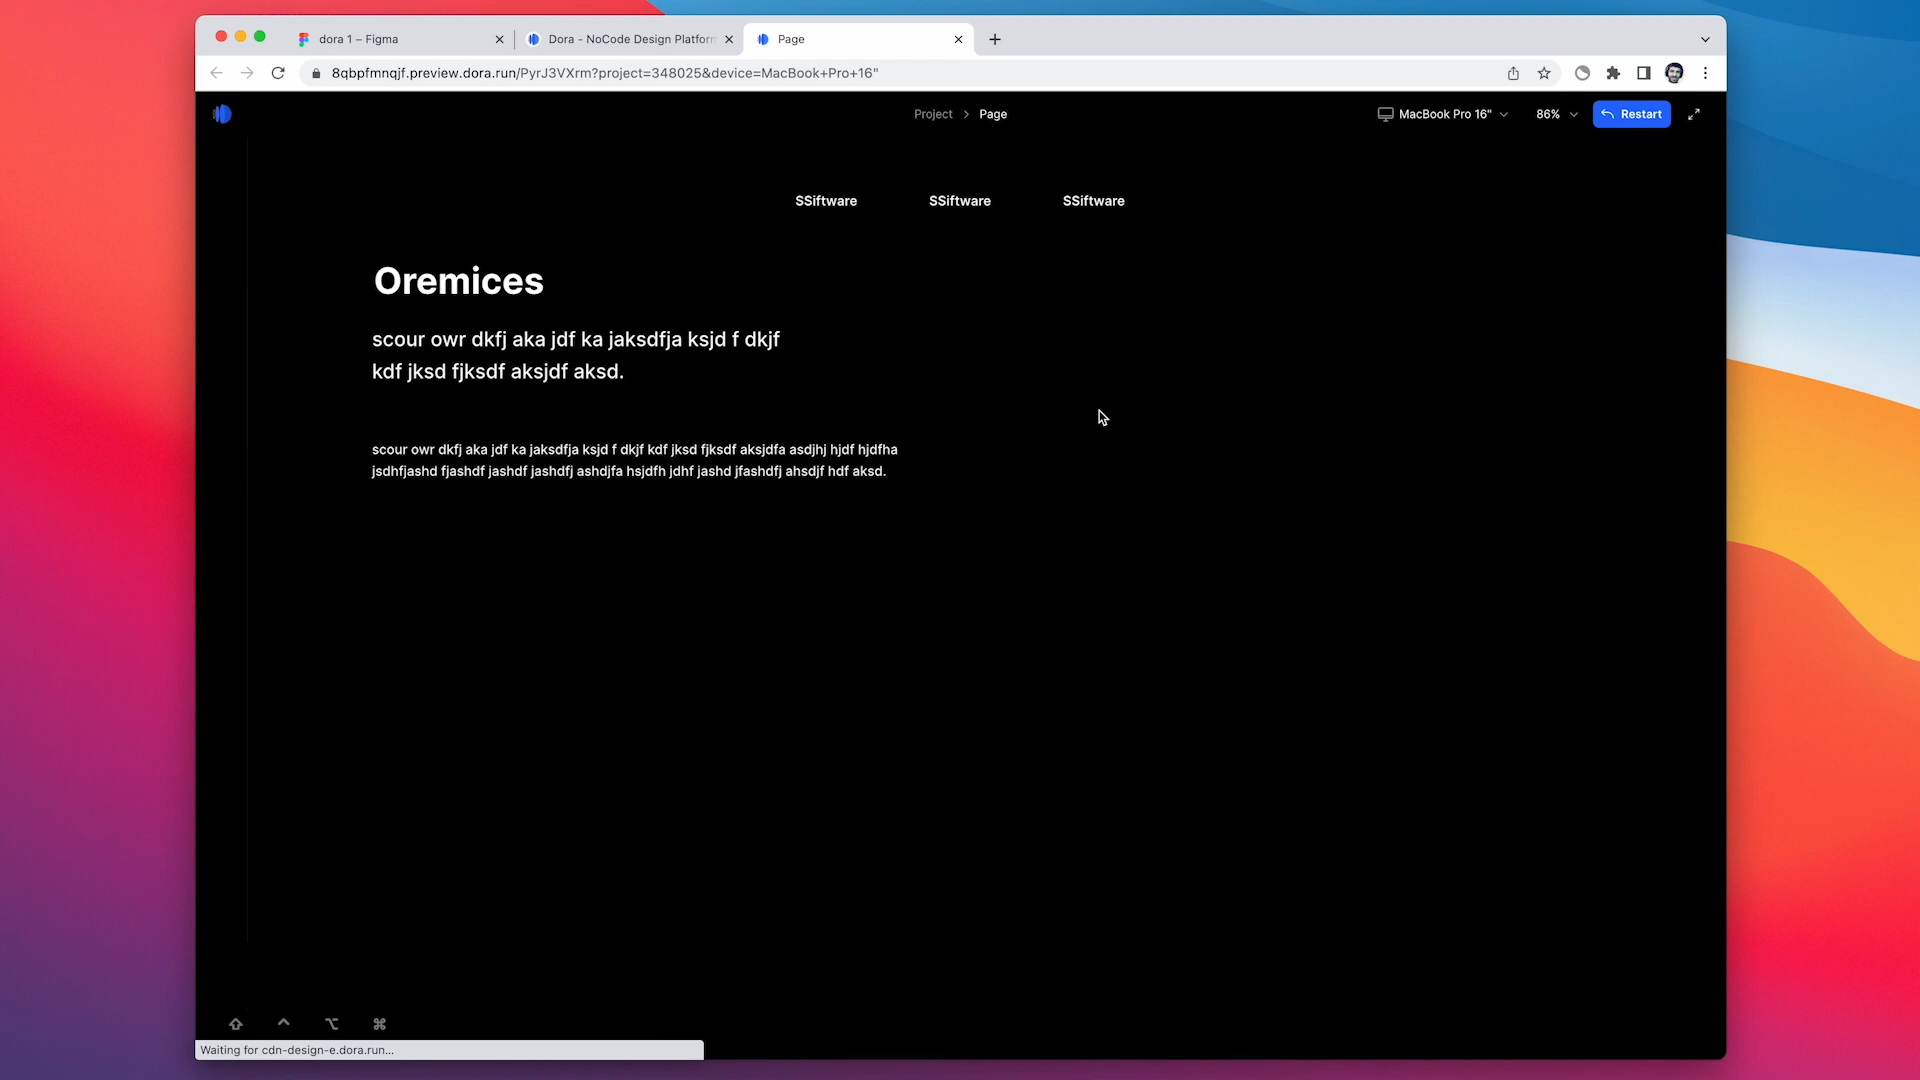 dora 1 – Figma
Dora - NoCode Design Platform
Page
8qbpfmnqjf.preview.dora.run/PyrJ3VXrm?project=348025&device=MacBook+Pro+16"
Project > Page
MacBook Pro 16"
86%
Restart
SSiftware SSiftware SSiftware
Oremices
scour owr dkfj aka jdf ka jaksdfja ksjd f dkjf
kdf jksd fjksdf aksjdf aksd.
scour owr dkfj aka jdf ka jaksdfja ksjd f dkjf kdf jksd fjksdf aksjdfa asdjhj hjdf hjdfha
jsdhfjashd fjashdf jashdf jashdfj ashdjfa hsjdfh jdhf jashd jfashdfj ahsdjf hdf aksd.
Waiting for cdn-design-e.dora.run...